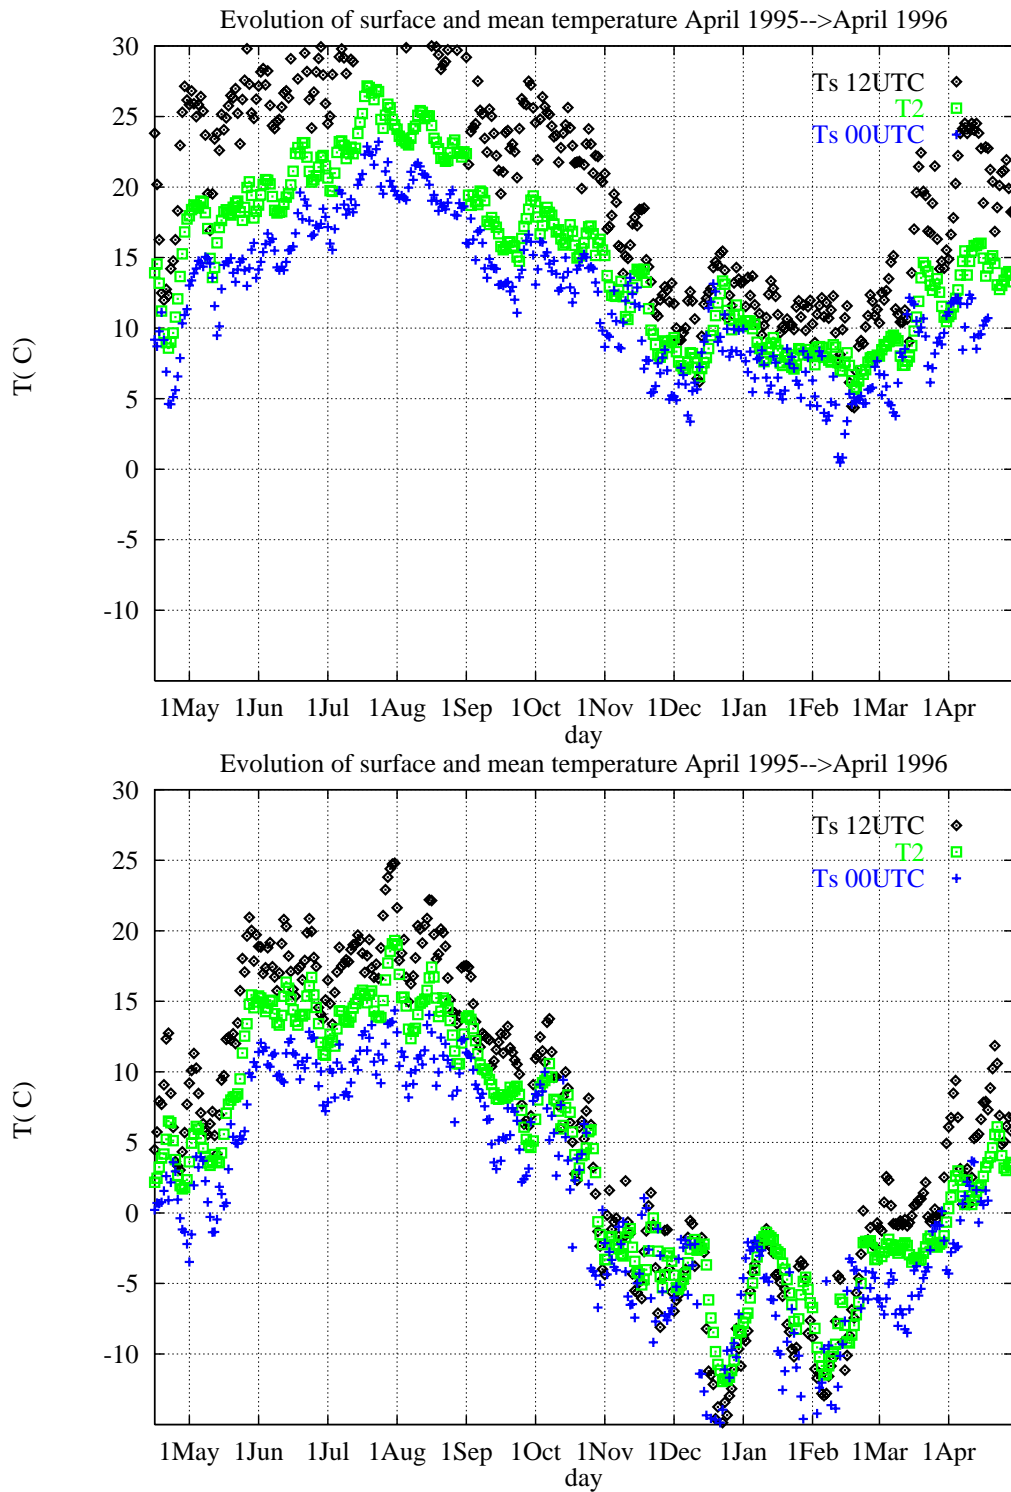 Evolution of surface and mean temperature April 1995-->April 1996
30
25
20
15
10
5
0
-5
-10
T( C)
Ts 12UTC
T2
Ts 00UTC
1May 1Jun 1Jul 1Aug 1Sep 1Oct 1Nov 1Dec 1Jan 1Feb 1Mar 1Apr
day
Evolution of surface and mean temperature April 1995-->April 1996
30
25
20
15
10
5
0
-5
-10
T( C)
Ts 12UTC
T2
Ts 00UTC
1May 1Jun 1Jul 1Aug 1Sep 1Oct 1Nov 1Dec 1Jan 1Feb 1Mar 1Apr
day